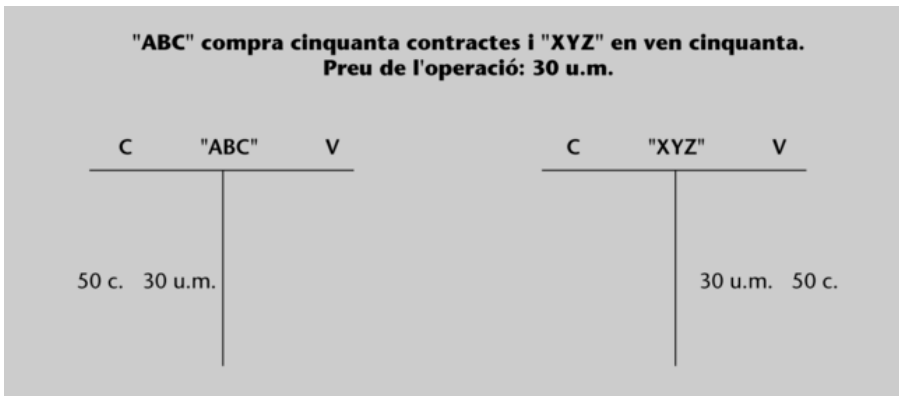 "ABC" compra cinquanta contractes i "XYZ" en ven cinquanta.
Preu de l'operació: 30 u.m.
C "ABC" V
C "XYZ" V
50 c. 30 u.m.
30 u.m. 50 c.